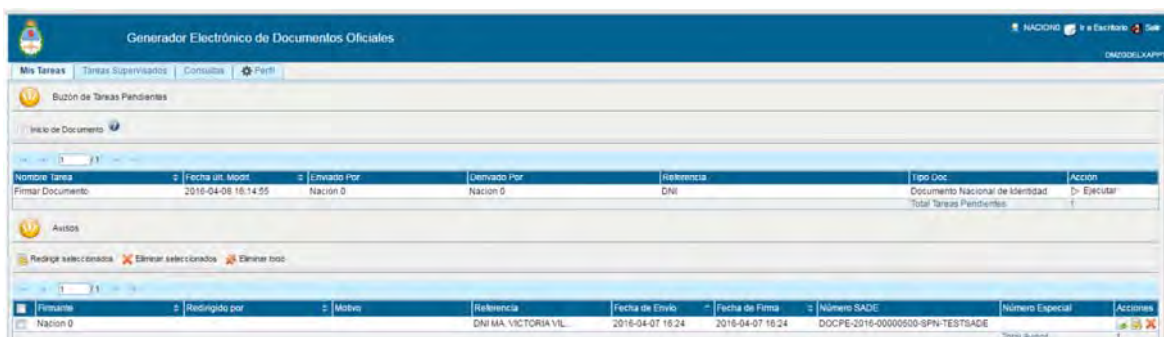 Generador Electrónico de Documentos Oficiales
NACION0 Ir a Escritorio Salir
Mis Tareas Tareas Supervisados Consultas Perfil
Buzón de Tareas Pendientes
Inicio de Documento
1 /1
Nombre Tarea Fecha últ. Modif. Enviado Por Derivado Por Referencia Tipo Doc Acción
Firmar Documento 2016-04-08 16:14:55 Nacion 0 Nacion 0 DNI Documento Nacional de Identidad Ejecutar
Total Tareas Pendientes 1
Avisos
Redirigir seleccionados Eliminar seleccionados Eliminar todo
1 /1
Firmante Redirigido por Motivo Referencia Fecha de Envío Fecha de Firma Número SADE Número Especial Acciones
Nacion 0 DNI MA. VICTORIA VIL... 2016-04-07 16:24 2016-04-07 16:24 DOCPE-2016-00000500-SPN-TESTSADE
1